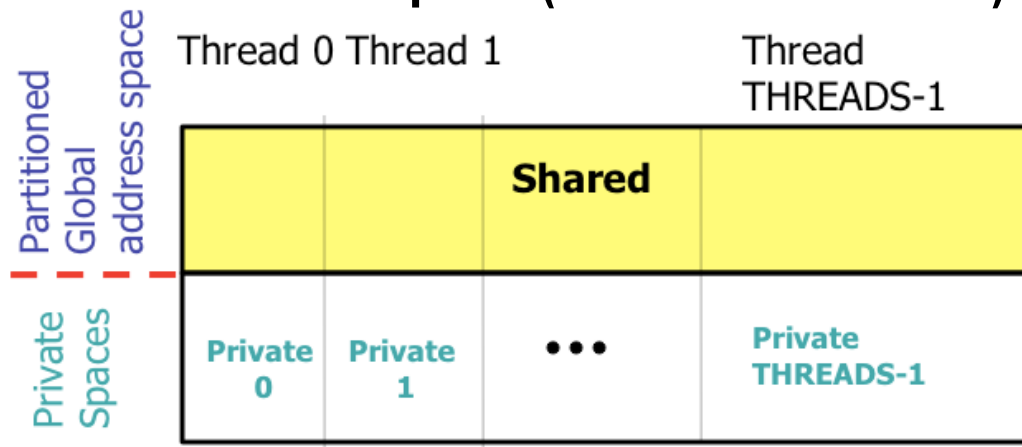 Thread 0 Thread 1
Thread
THREADS-1
Partitioned
Global
address space
Shared
Private
Spaces
Private
0
Private
1
•••
Private
THREADS-1